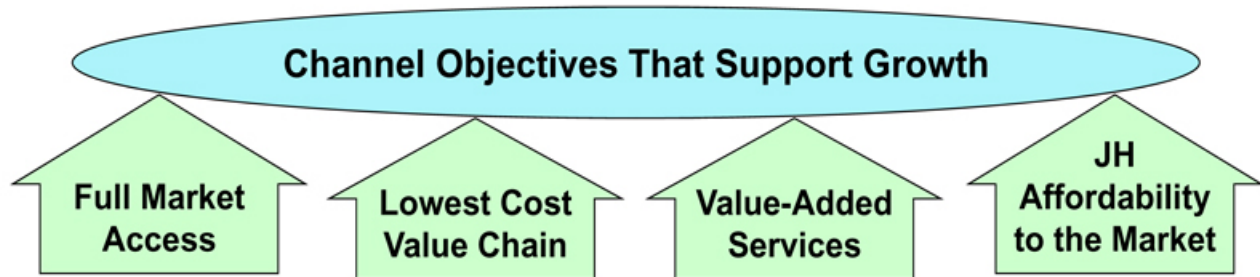 Channel Objectives That Support Growth
Full Market
Access
Lowest Cost
Value Chain
Value-Added
Services
JH
Affordability
to the Market